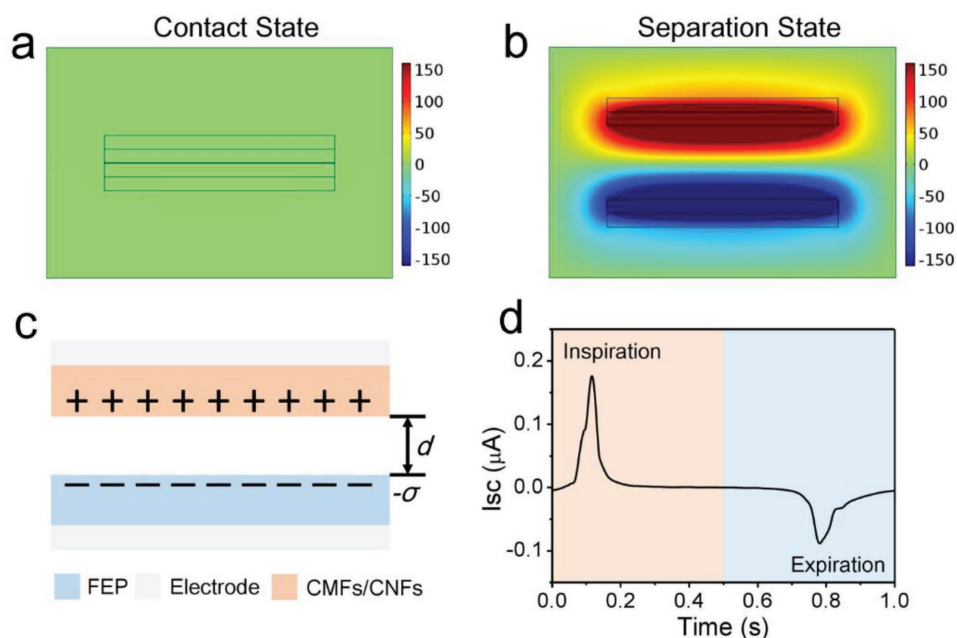 a
Contact State
150
100
50
0
-50
-100
-150
b
Separation State
150
100
50
0
-50
-100
-150
c
+ + + + + + + + +
d
− − − − − − − − −
-σ
FEP
Electrode
CMFs/CNFs
d
Inspiration
Expiration
0.2
0.1
0.0
-0.1
Isc (μA)
0.0 0.2 0.4 0.6 0.8 1.0
Time (s)